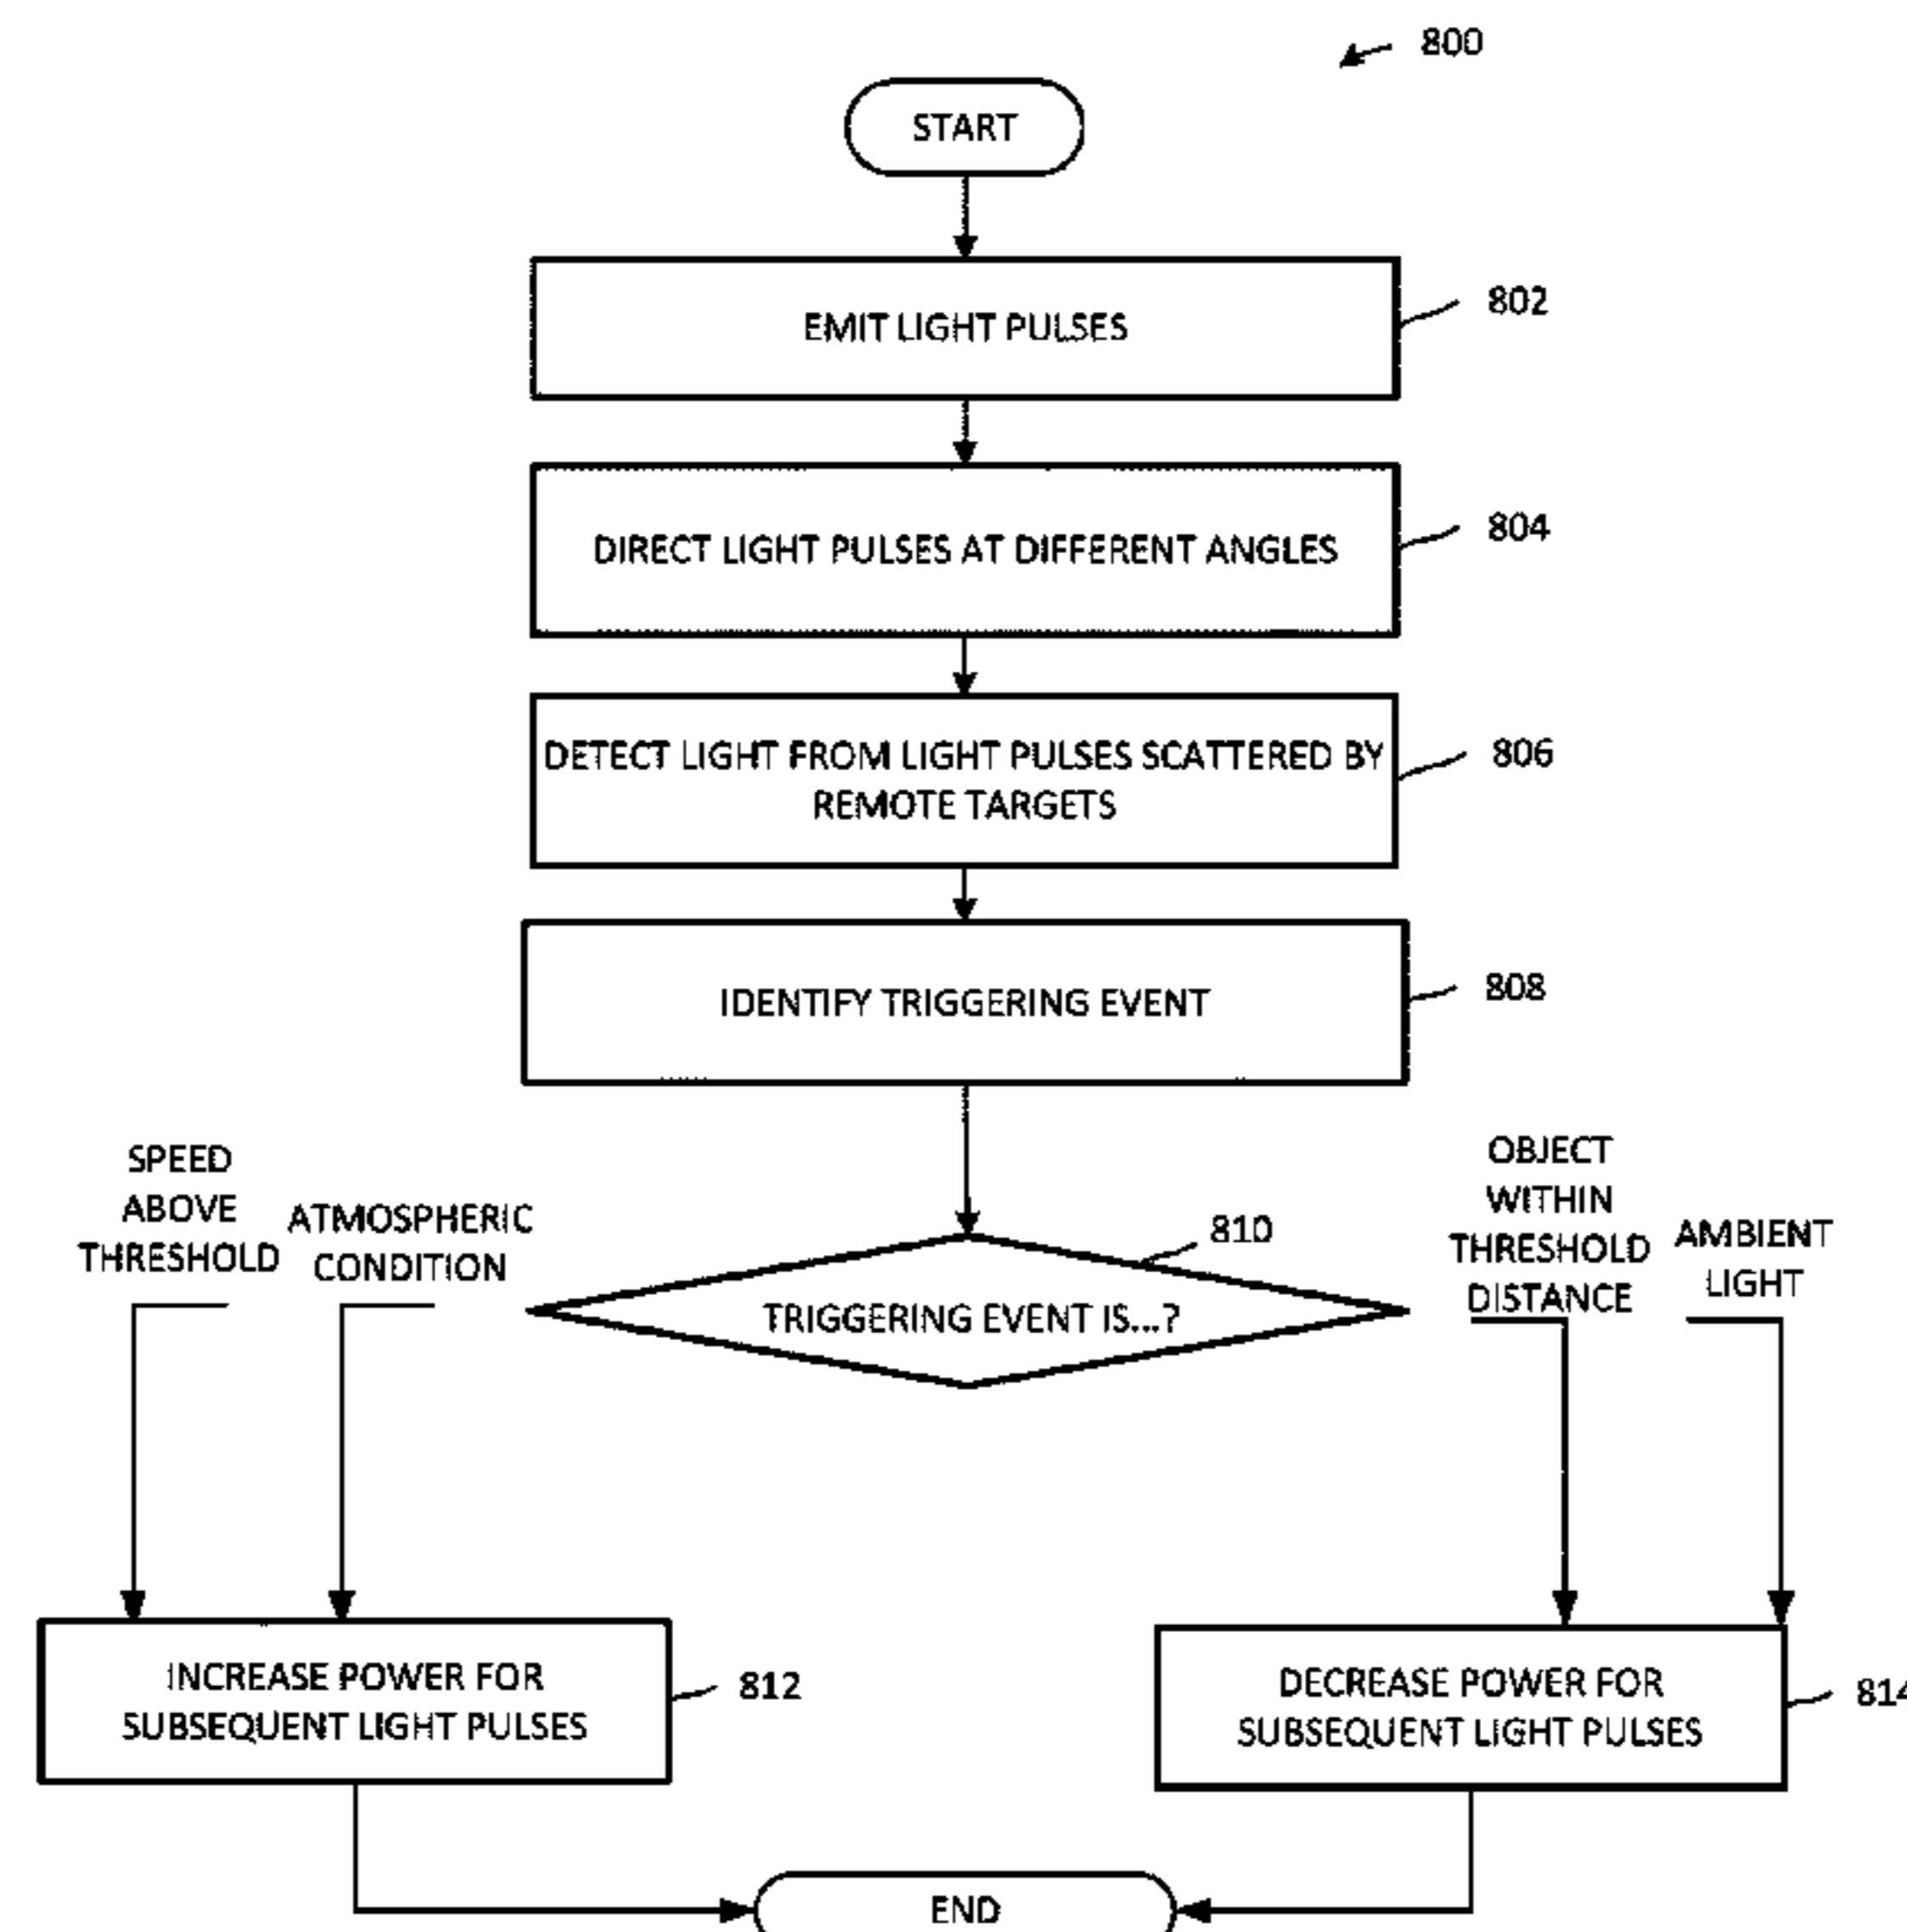 800
START
EMIT LIGHT PULSES
802
DIRECT LIGHT PULSES AT DIFFERENT ANGLES
804
DETECT LIGHT FROM LIGHT PULSES SCATTERED BY
REMOTE TARGETS
806
IDENTIFY TRIGGERING EVENT
808
SPEED
ABOVE
THRESHOLD
ATMOSPHERIC
CONDITION
810
TRIGGERING EVENT IS...?
OBJECT
WITHIN
THRESHOLD
DISTANCE
AMBIENT
LIGHT
INCREASE POWER FOR
SUBSEQUENT LIGHT PULSES
812
DECREASE POWER FOR
SUBSEQUENT LIGHT PULSES
814
END